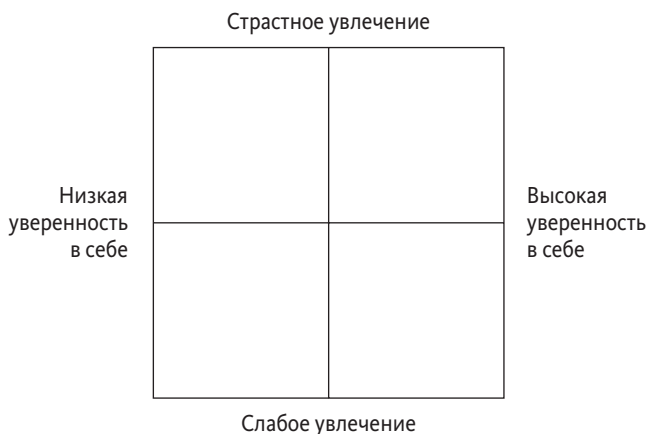 Страстное увлечение
Низкая
уверенность
в себе
Высокая
уверенность
в себе
Слабое увлечение